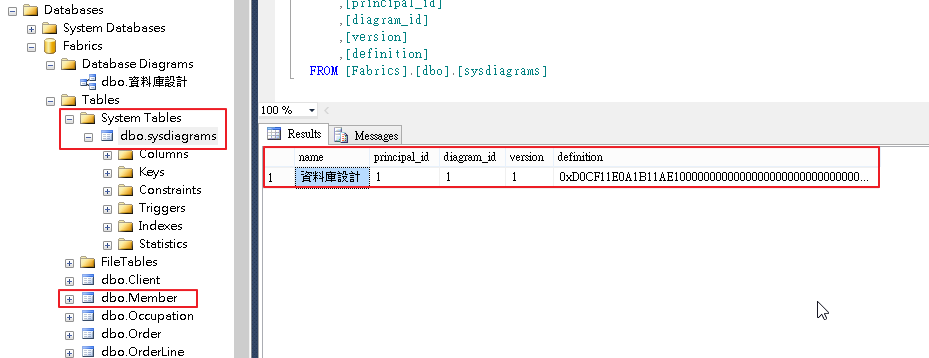 Databases
System Databases
Fabrics
Database Diagrams
dbo.資料庫設計
Tables
System Tables
dbo.sysdiagrams
Columns
Keys
Constraints
Triggers
Indexes
Statistics
FileTables
dbo.Client
dbo.Member
dbo.Occupation
dbo.Order
dbo.OrderLine
,[principal_id]
,[diagram_id]
,[version]
,[definition]
FROM [Fabrics].[dbo].[sysdiagrams]
100 %
Results Messages
name principal_id diagram_id version definition
1 資料庫設計 1 1 1 0xD0CF11E0A1B11AE1000000000000000000000000000000...